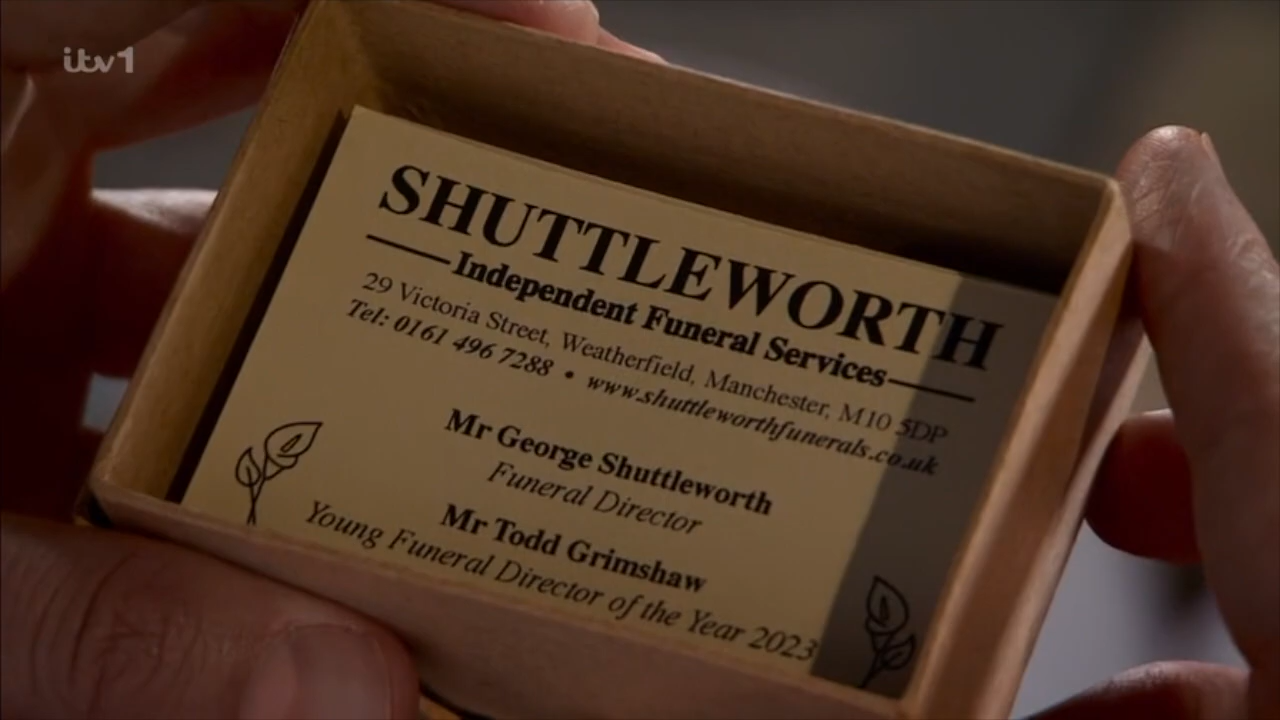 itv1
SHUTTLEWORTH
Independent Funeral Services
29 Victoria Street, Weatherfield, Manchester, M10 5DP
Tel: 0161 496 7288 • www.shuttleworthfunerals.co.uk
Mr George Shuttleworth
Funeral Director
Mr Todd Grimshaw
Young Funeral Director of the Year 2023